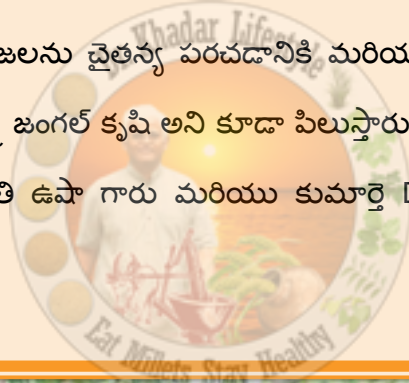 Khadar Lifestyle
జలను చైతన్య పరచడానికి మరియ
జంగల్ కృషి అని కూడా పిలుస్తారు
తి ఉషా గారు మరియు కుమార్తె D
Eat Millets Stay Healthy